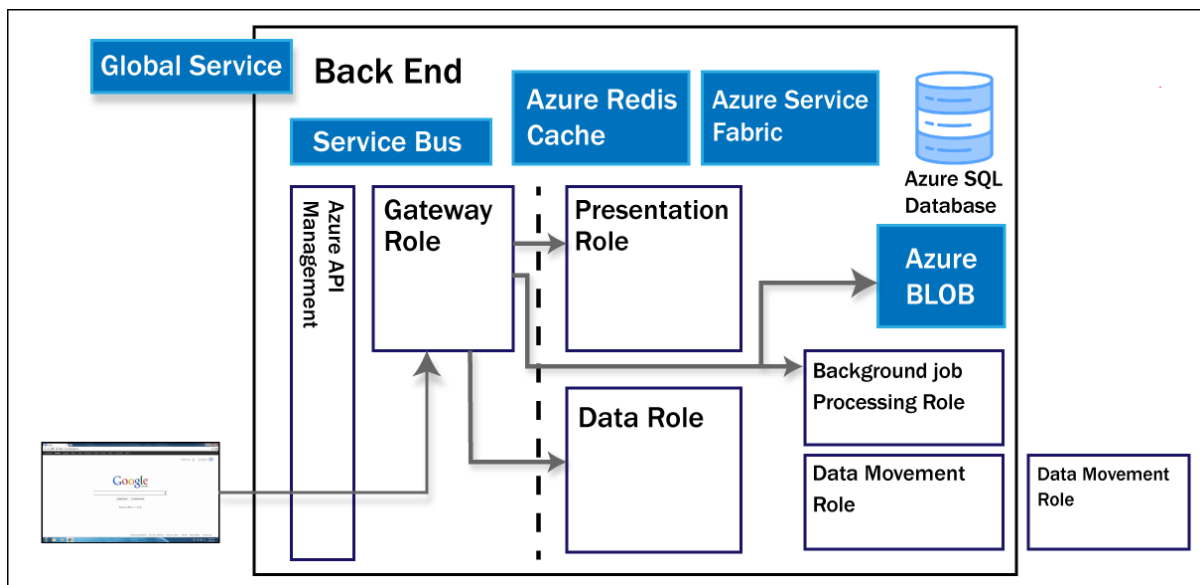 Global Service
Back End
Azure Redis
Cache
Azure Service
Fabric
Service Bus
Azure SQL
Database
Azure API
Management
Gateway
Role
Presentation
Role
Azure
BLOB
Background job
Processing Role
Data Role
Data Movement
Role
Data Movement
Role
Google